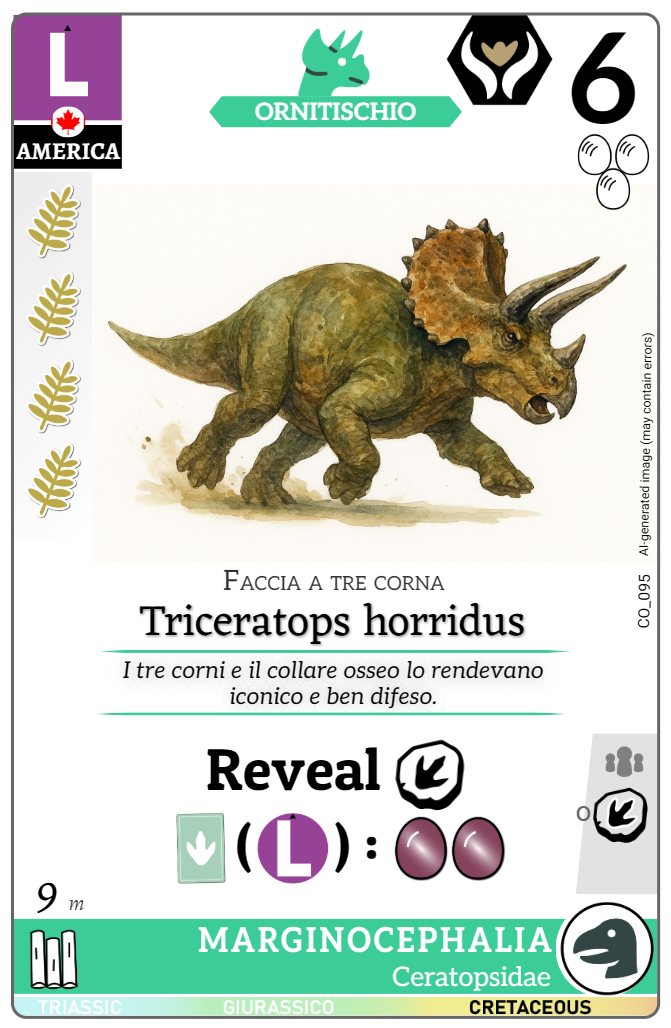 L
AMERICA
ORNITISCHIO
6
AI-generated image (may contain errors)
CO_095
Faccia a tre corna
Triceratops horridus
I tre corni e il collare osseo lo rendevano
iconico e ben difeso.
Reveal
( L ) :
O
9 m
MARGINOCEPHALIA
Ceratopsidae
TRIASSIC GIURASSICO CRETACEOUS